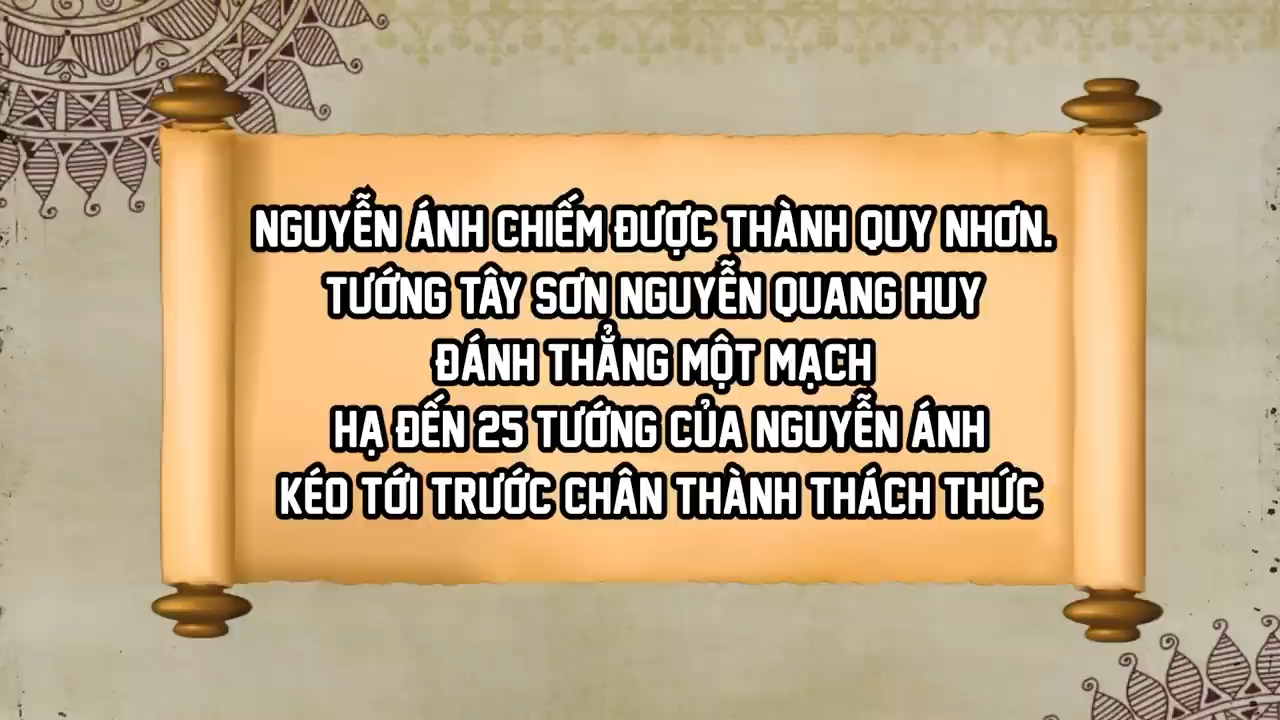 NGUYỄN ÁNH CHIẾM ĐƯỢC THÀNH QUY NHƠN.
TƯỚNG TÂY SƠN NGUYỄN QUANG HUY
ĐÁNH THẲNG MỘT MẠCH
HẠ ĐẾN 25 TƯỚNG CỦA NGUYỄN ÁNH
KÉO TỚI TRƯỚC CHÂN THÀNH THÁCH THỨC